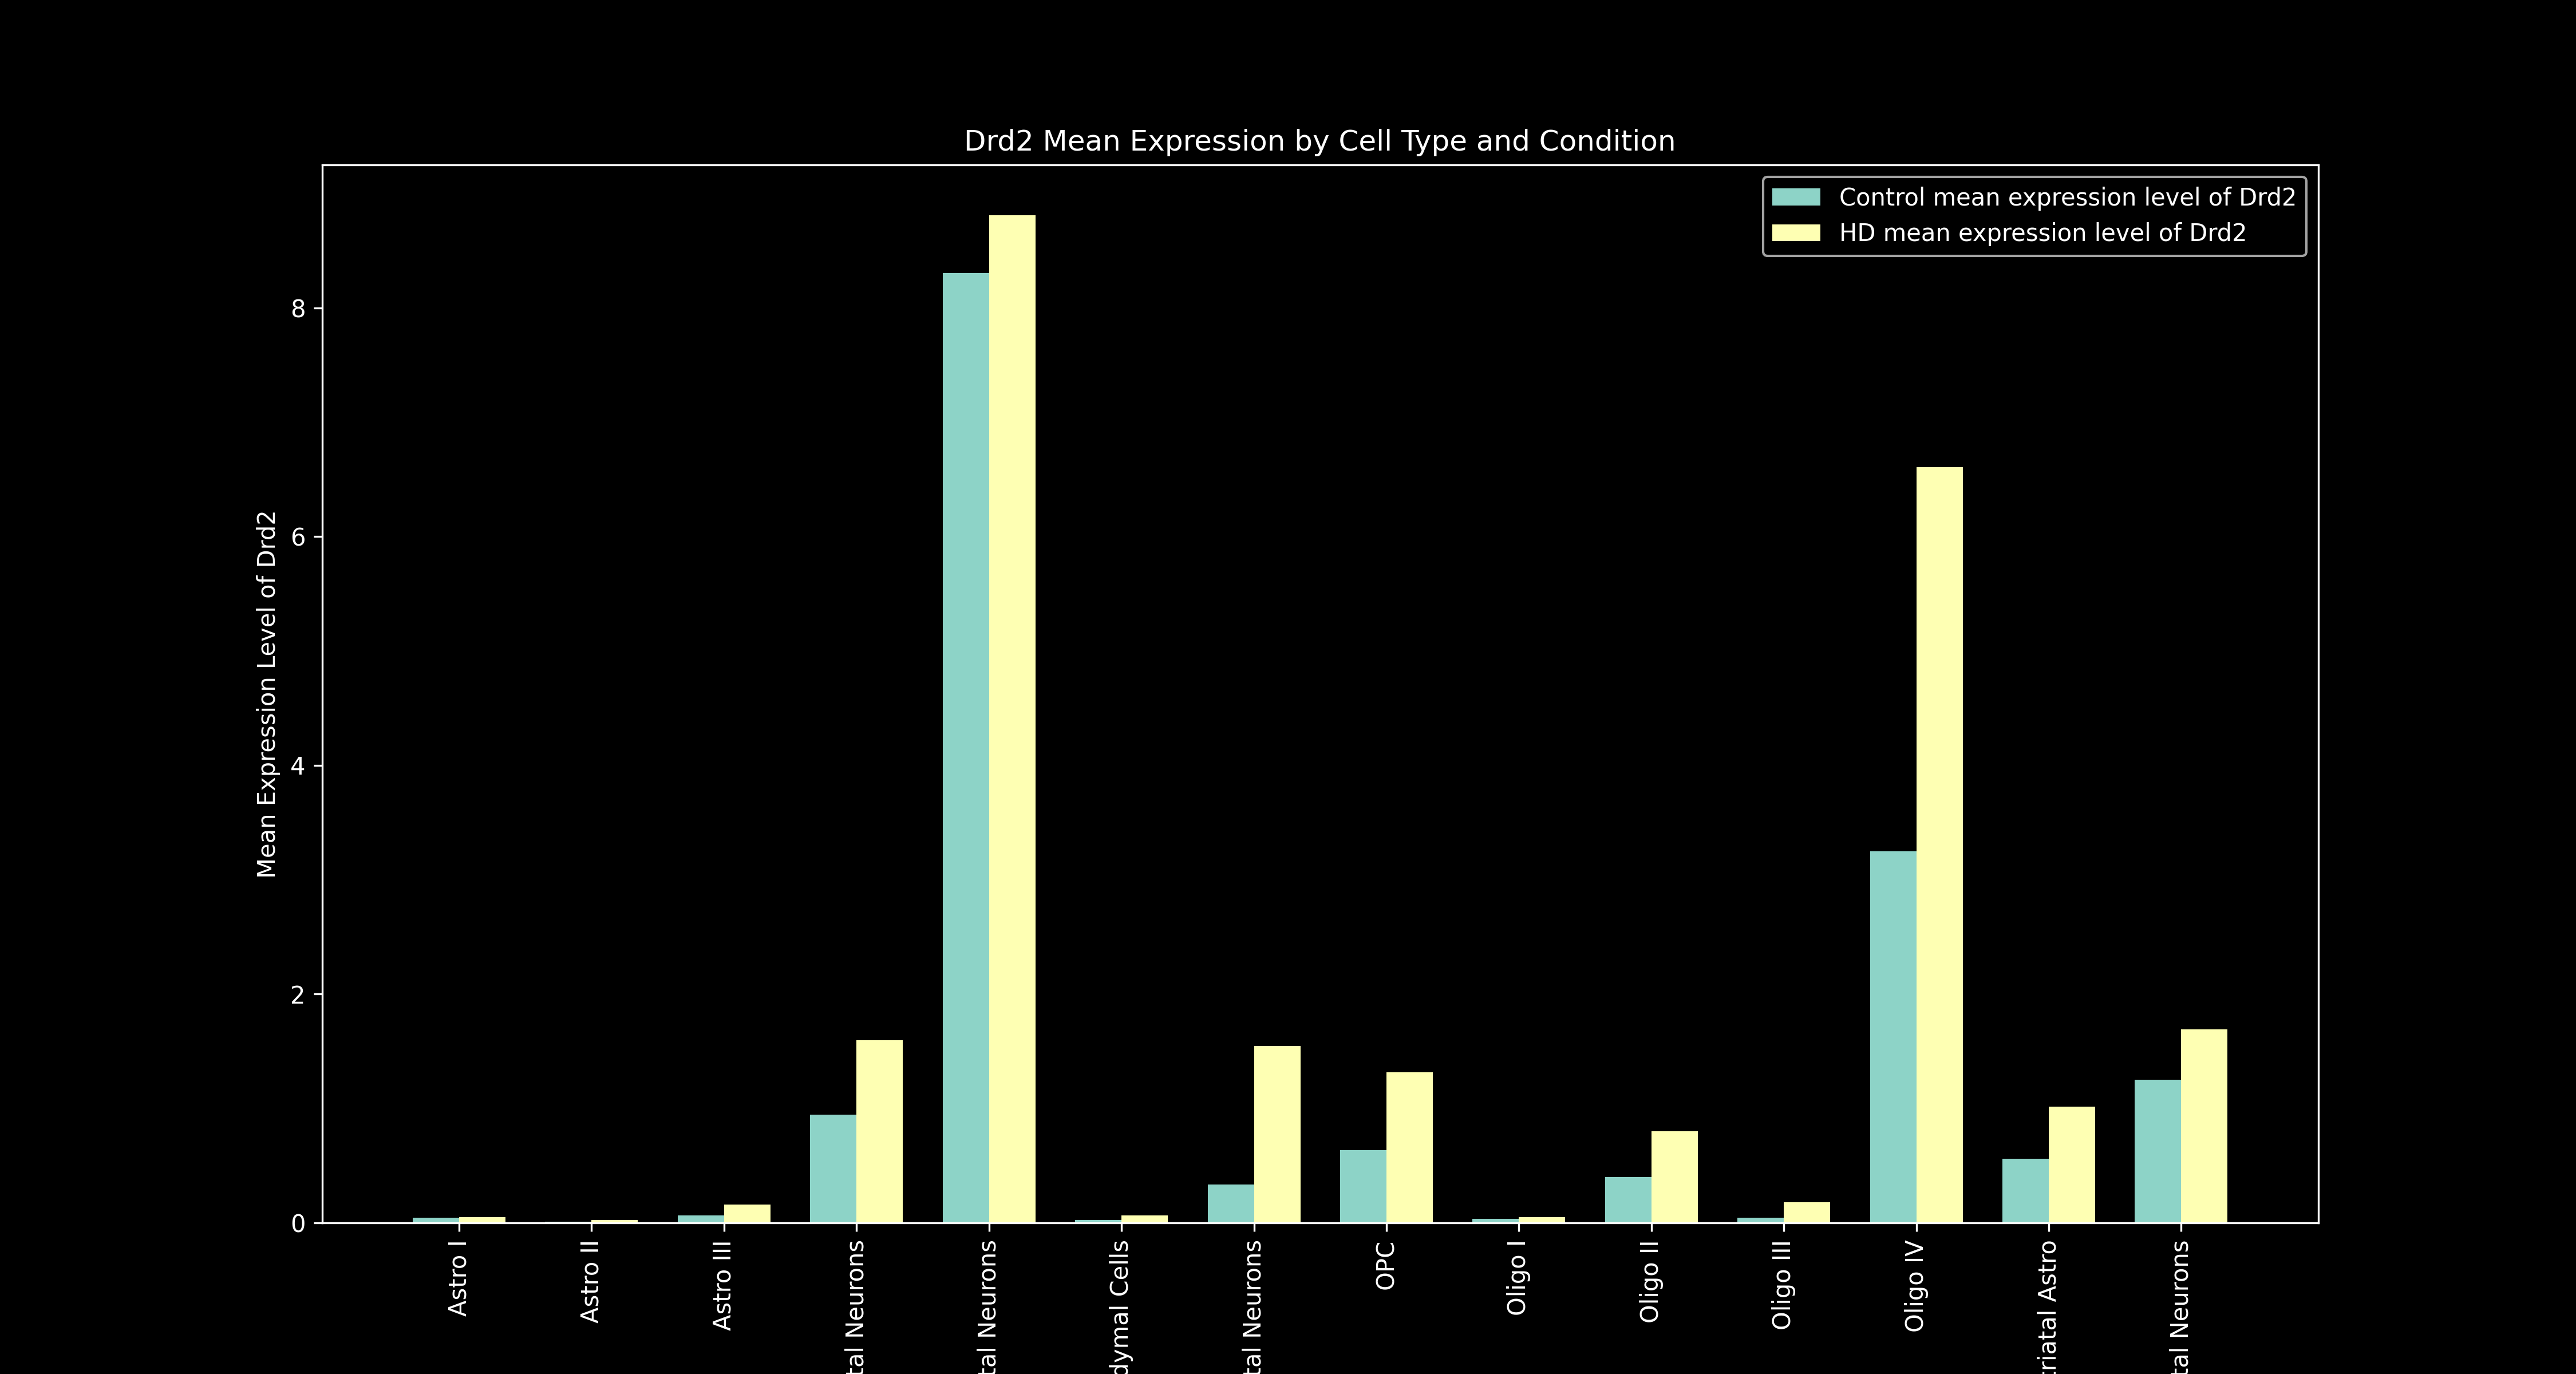 Drd2 Mean Expression by Cell Type and Condition
Control mean expression level of Drd2
HD mean expression level of Drd2
Mean Expression Level of Drd2
8
6
4
2
0
Astro I
Astro II
Astro III
tal Neurons
tal Neurons
dymal Cells
tal Neurons
OPC
Oligo I
Oligo II
Oligo III
Oligo IV
riatal Astro
tal Neurons